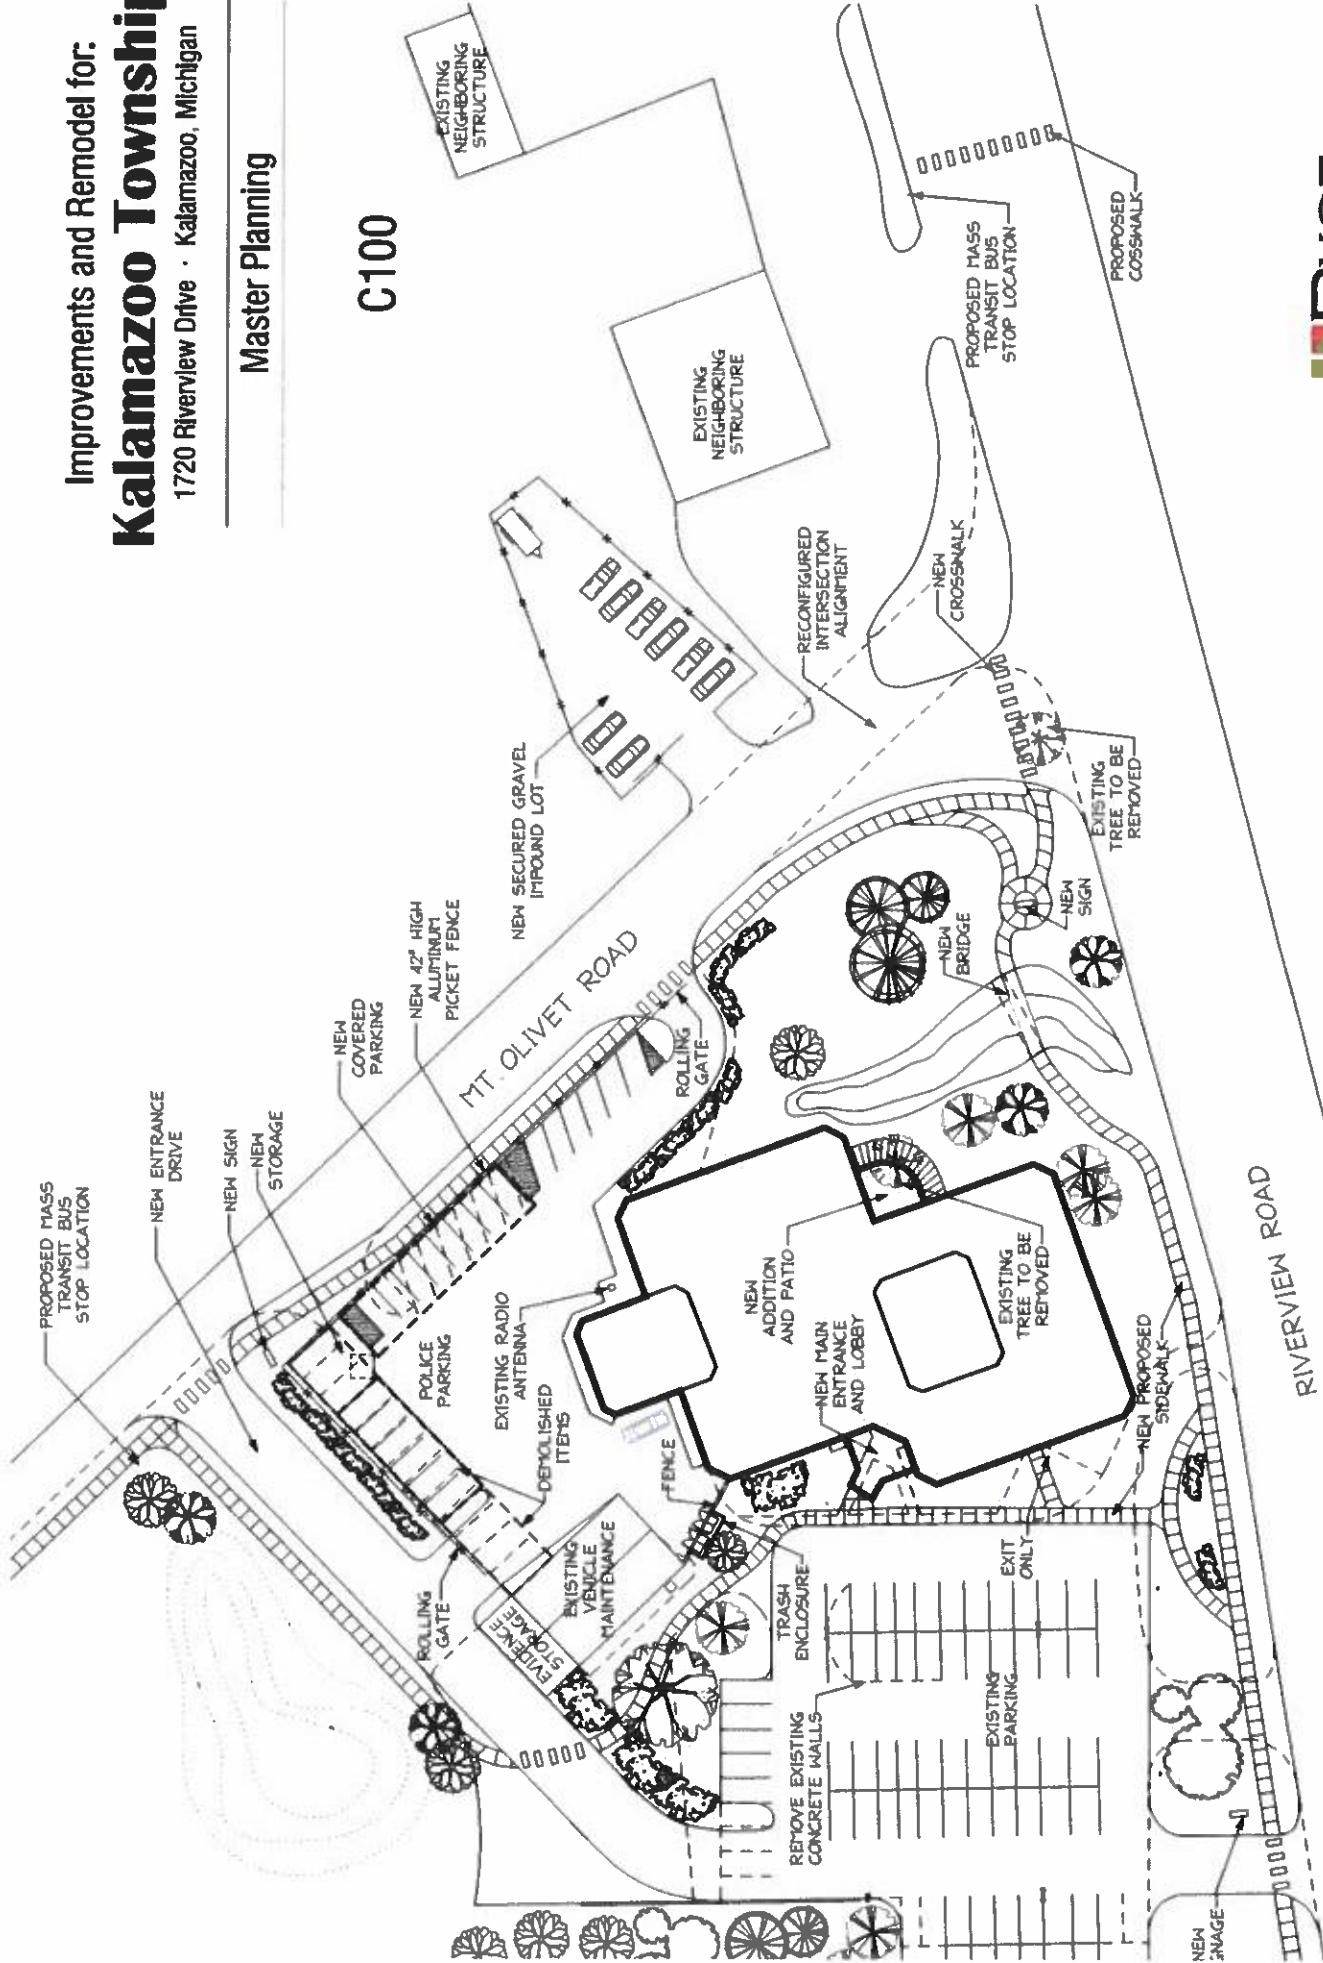 Improvements and Remodel for:
Kalamazoo Township
1720 Riverview Drive · Kalamazoo, Michigan
Master Planning
C100
EXISTING
NEIGHBORING
STRUCTURE
EXISTING
NEIGHBORING
STRUCTURE
PROPOSED MASS
TRANSIT BUS
STOP LOCATION
PROPOSED
COSSWALK
RECONFIGURED
INTERSECTION
ALIGNMENT
NEW
CROSSWALK
NEW SECURED GRAVEL
IMPOUND LOT
EXISTING
TREE TO BE
REMOVED
NEW
SIGN
NEW
BRIDGE
NEW 42" HIGH
ALUMINUM
PICKET FENCE
NEW
COVERED
PARKING
MT. OLIVET ROAD
ROLLING
GATE
PROPOSED MASS
TRANSIT BUS
STOP LOCATION
NEW ENTRANCE
DRIVE
NEW SIGN
NEW
STORAGE
POLICE
PARKING
EXISTING RADIO
ANTENNA
DEMOLISHED
ITEMS
FENCE
NEW
ADDITION
AND PATIO
NEW MAIN
ENTRANCE
AND LOBBY
EXISTING
TREE TO BE
REMOVED
NEW PROPOSED
SIDEWALK
RIVERVIEW ROAD
ROLLING
GATE
EVIDENCE
STORAGE
EXISTING
VEHICLE
MAINTENANCE
TRASH
ENCLOSURE
EXIT
ONLY
REMOVE EXISTING
CONCRETE WALLS
EXISTING
PARKING
NEW